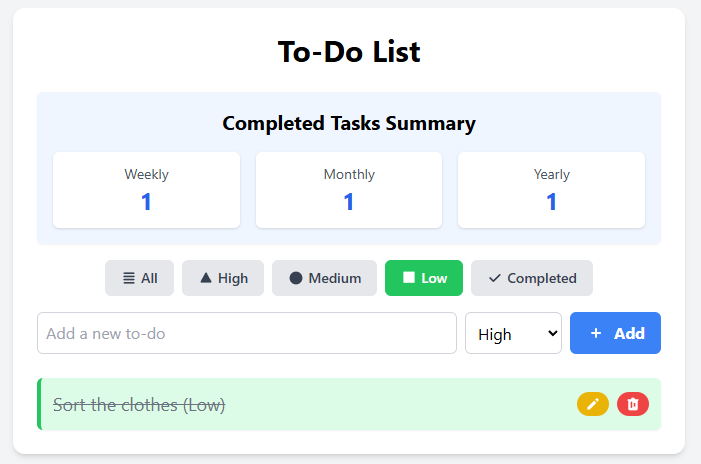 To-Do List
Completed Tasks Summary
Weekly Monthly Yearly
1 1 1
All High Medium Low Completed
Add a new to-do High + Add
Sort the clothes (Low)